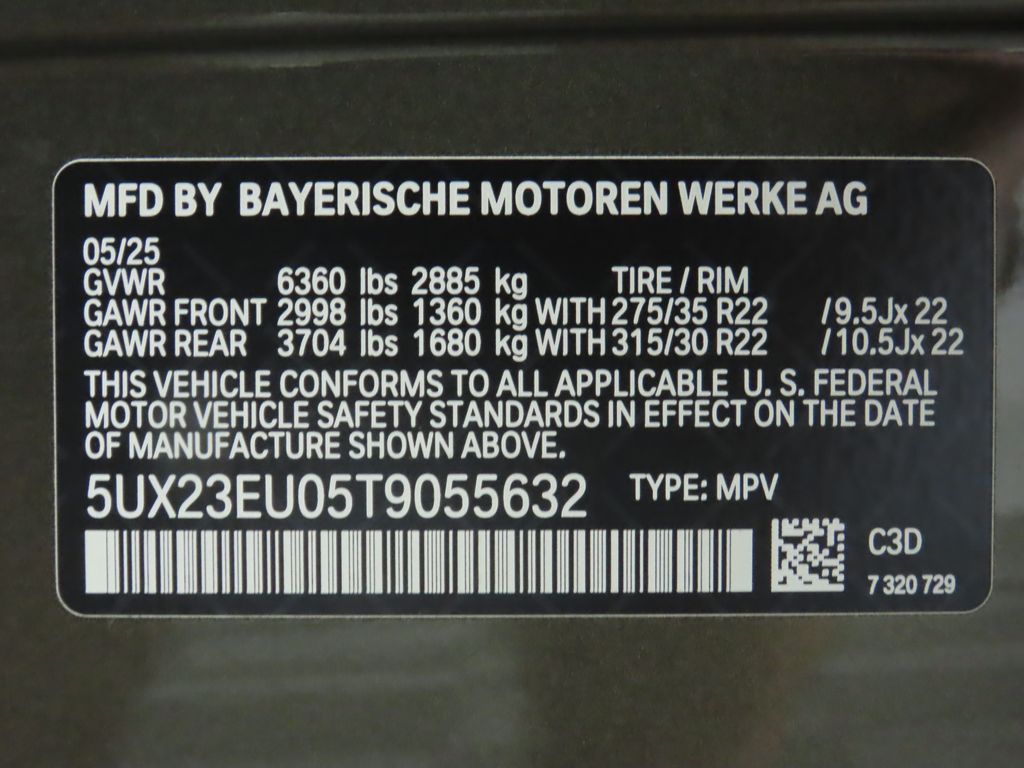 MFD BY BAYERISCHE MOTOREN WERKE AG
05/25
GVWR 6360 lbs 2885 kg TIRE / RIM
GAWR FRONT 2998 lbs 1360 kg WITH 275/35 R22 /9.5Jx 22
GAWR REAR 3704 lbs 1680 kg WITH 315/30 R22 /10.5Jx 22
THIS VEHICLE CONFORMS TO ALL APPLICABLE U. S. FEDERAL
MOTOR VEHICLE SAFETY STANDARDS IN EFFECT ON THE DATE
OF MANUFACTURE SHOWN ABOVE.
5UX23EU05T9055632 TYPE: MPV
C3D
7 320 729